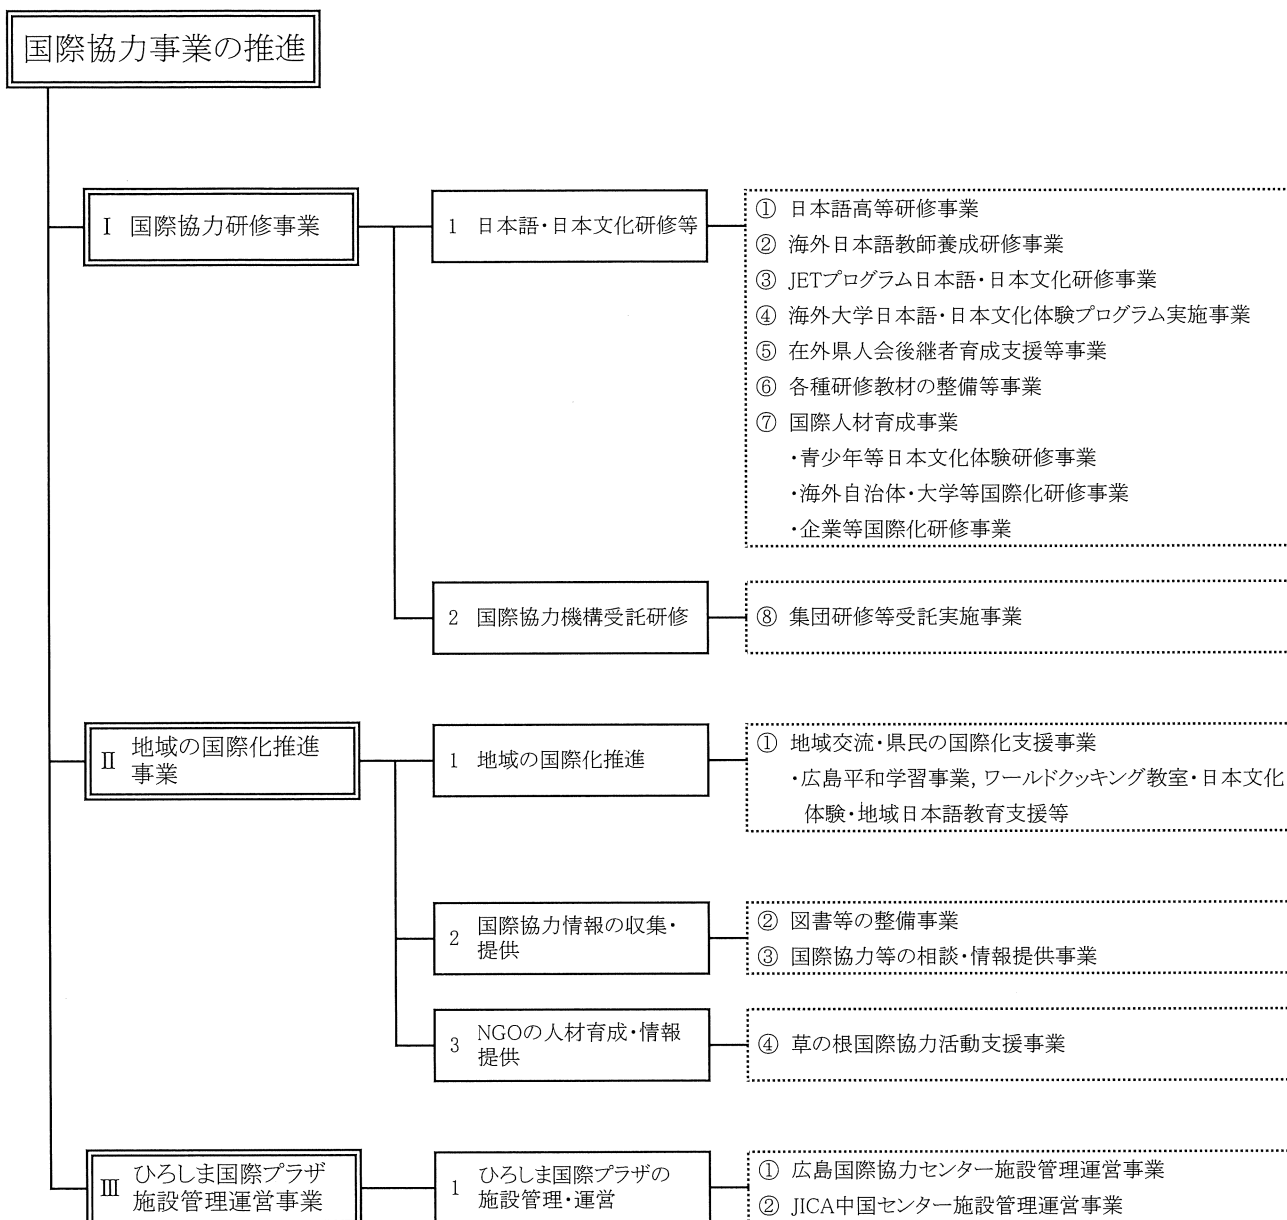 国際協力事業の推進
Ⅰ 国際協力研修事業
1 日本語・日本文化研修等
① 日本語高等研修事業
② 海外日本語教師養成研修事業
③ JETプログラム日本語・日本文化研修事業
④ 海外大学日本語・日本文化体験プログラム実施事業
⑤ 在外県人会後継者育成支援等事業
⑥ 各種研修教材の整備等事業
⑦ 国際人材育成事業
・青少年等日本文化体験研修事業
・海外自治体・大学等国際化研修事業
・企業等国際化研修事業
2 国際協力機構受託研修
⑧ 集団研修等受託実施事業
Ⅱ 地域の国際化推進
事業
1 地域の国際化推進
① 地域交流・県民の国際化支援事業
・広島平和学習事業, ワールドクッキング教室・日本文化
体験・地域日本語教育支援等
2 国際協力情報の収集・
提供
② 図書等の整備事業
③ 国際協力等の相談・情報提供事業
3 NGOの人材育成・情報
提供
④ 草の根国際協力活動支援事業
Ⅲ ひろしま国際プラザ
施設管理運営事業
1 ひろしま国際プラザの
施設管理・運営
① 広島国際協力センター施設管理運営事業
② JICA中国センター施設管理運営事業